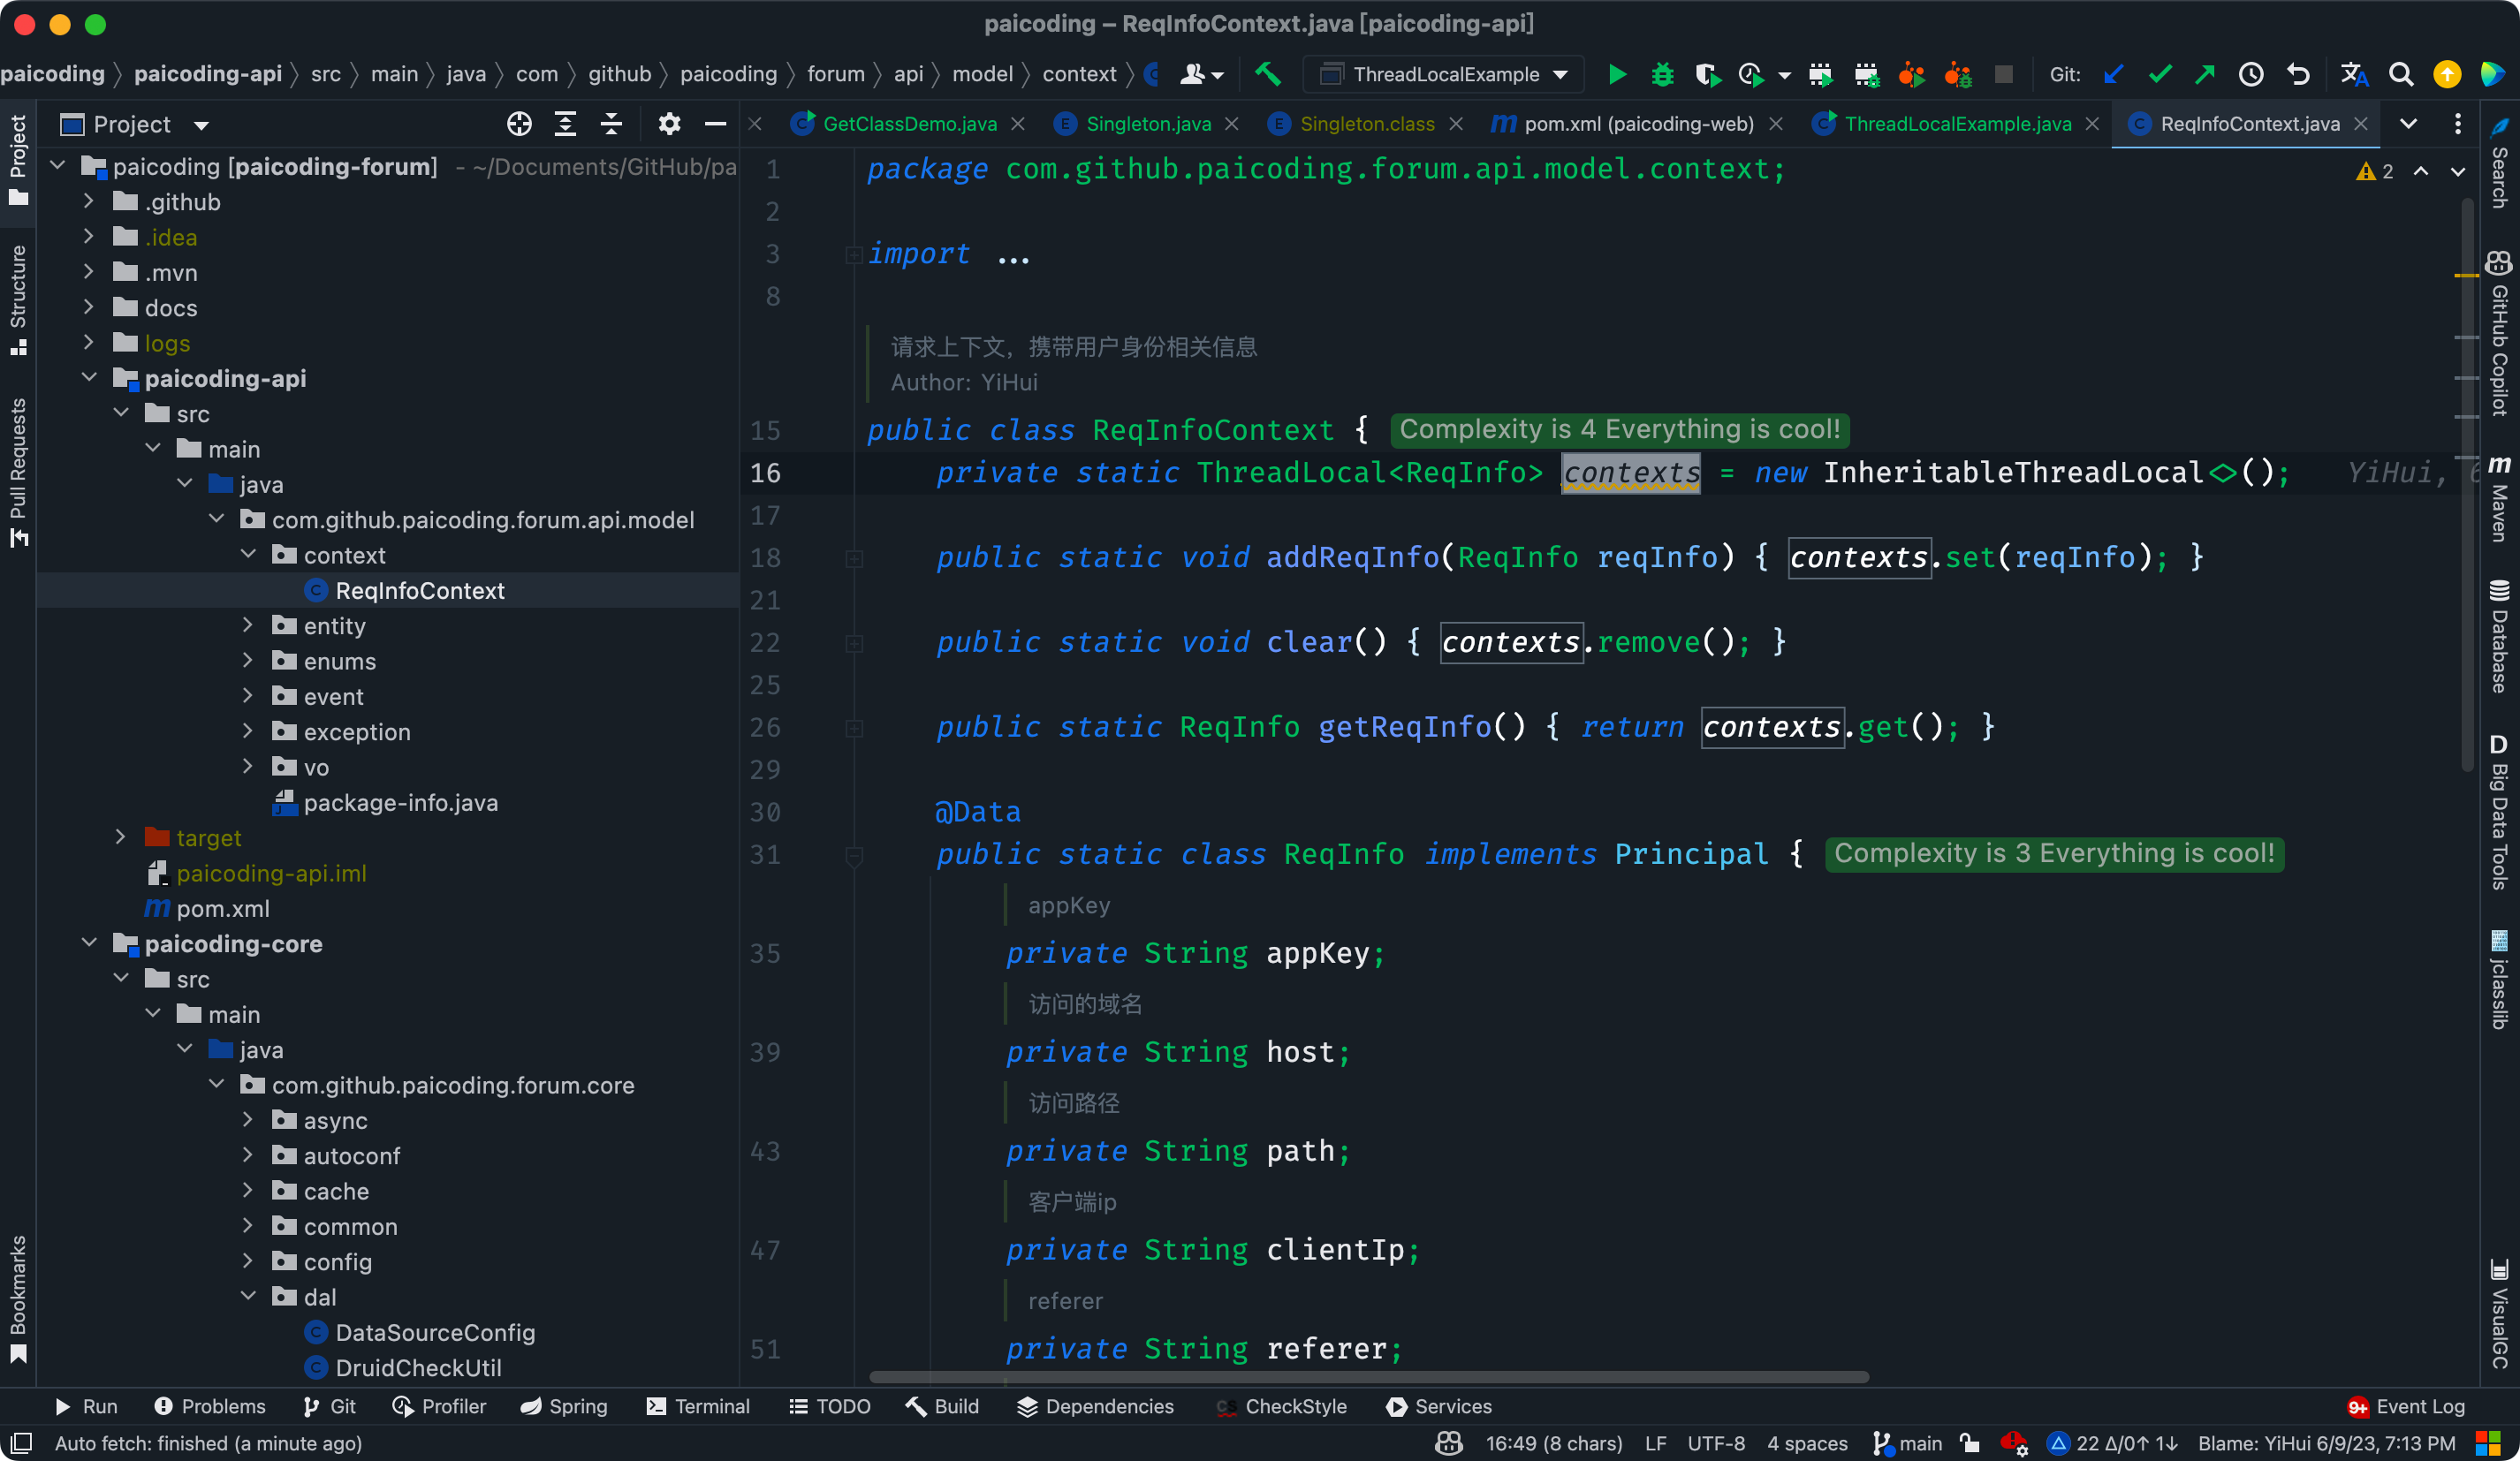 paicoding – ReqInfoContext.java [paicoding-api]
paicoding 〉 paicoding-api 〉 src 〉 main 〉 java 〉 com 〉 github 〉 paicoding 〉 forum 〉 api 〉 model 〉 context 〉
ThreadLocalExample
Git:
Project
GetClassDemo.java
Singleton.java
Singleton.class
pom.xml (paicoding-web)
ThreadLocalExample.java
ReqInfoContext.java
Project
Structure
Pull Requests
Bookmarks
paicoding [paicoding-forum] - ~/Documents/GitHub/pa
.github
.idea
.mvn
docs
logs
paicoding-api
src
main
java
com.github.paicoding.forum.api.model
context
ReqInfoContext
entity
enums
event
exception
vo
package-info.java
target
paicoding-api.iml
pom.xml
paicoding-core
src
main
java
com.github.paicoding.forum.core
async
autoconf
cache
common
config
dal
DataSourceConfig
DruidCheckUtil
2
1 package com.github.paicoding.forum.api.model.context;
2
3 import ...
8
请求上下文，携带用户身份相关信息
Author: YiHui
15 public class ReqInfoContext { Complexity is 4 Everything is cool!
16 private static ThreadLocal<ReqInfo> contexts = new InheritableThreadLocal<>(); YiHui,
17
18 public static void addReqInfo(ReqInfo reqInfo) { contexts.set(reqInfo); }
21
22 public static void clear() { contexts.remove(); }
25
26 public static ReqInfo getReqInfo() { return contexts.get(); }
29
30 @Data
31 public static class ReqInfo implements Principal { Complexity is 3 Everything is cool!
appKey
35 private String appKey;
访问的域名
39 private String host;
访问路径
43 private String path;
客户端ip
47 private String clientIp;
referer
51 private String referer;
Search
GitHub Copilot
Maven
Database
Big Data Tools
jclasslib
VisualGC
Run
Problems
Git
Profiler
Spring
Terminal
TODO
Build
Dependencies
CheckStyle
Services
9+ Event Log
Auto fetch: finished (a minute ago)
16:49 (8 chars)
LF
UTF-8
4 spaces
main
22 Δ/0↑ 1↓
Blame: YiHui 6/9/23, 7:13 PM